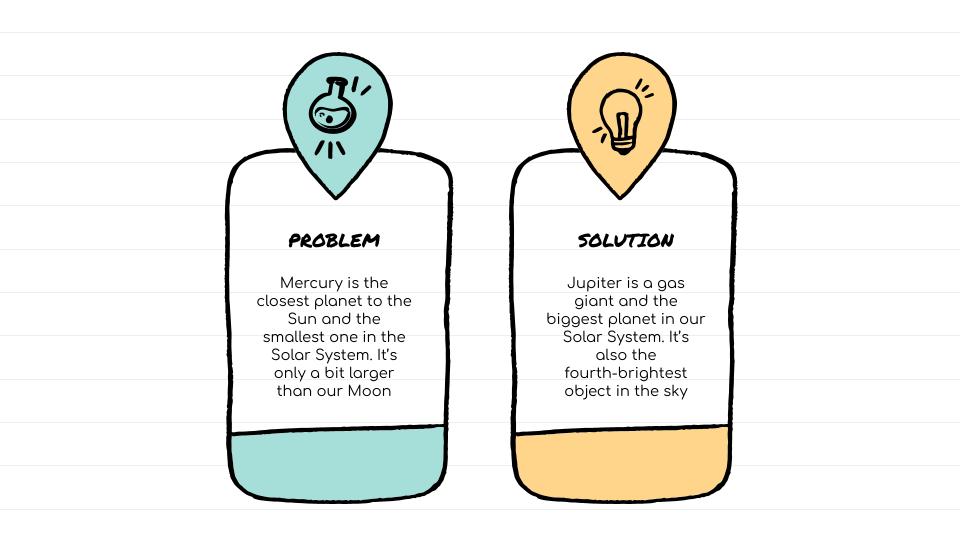 PROBLEM
Mercury is the
closest planet to the
Sun and the
smallest one in the
Solar System. It's
only a bit larger
than our Moon
SOLUTION
Jupiter is a gas
giant and the
biggest planet in our
Solar System. It's
also the
fourth-brightest
object in the sky